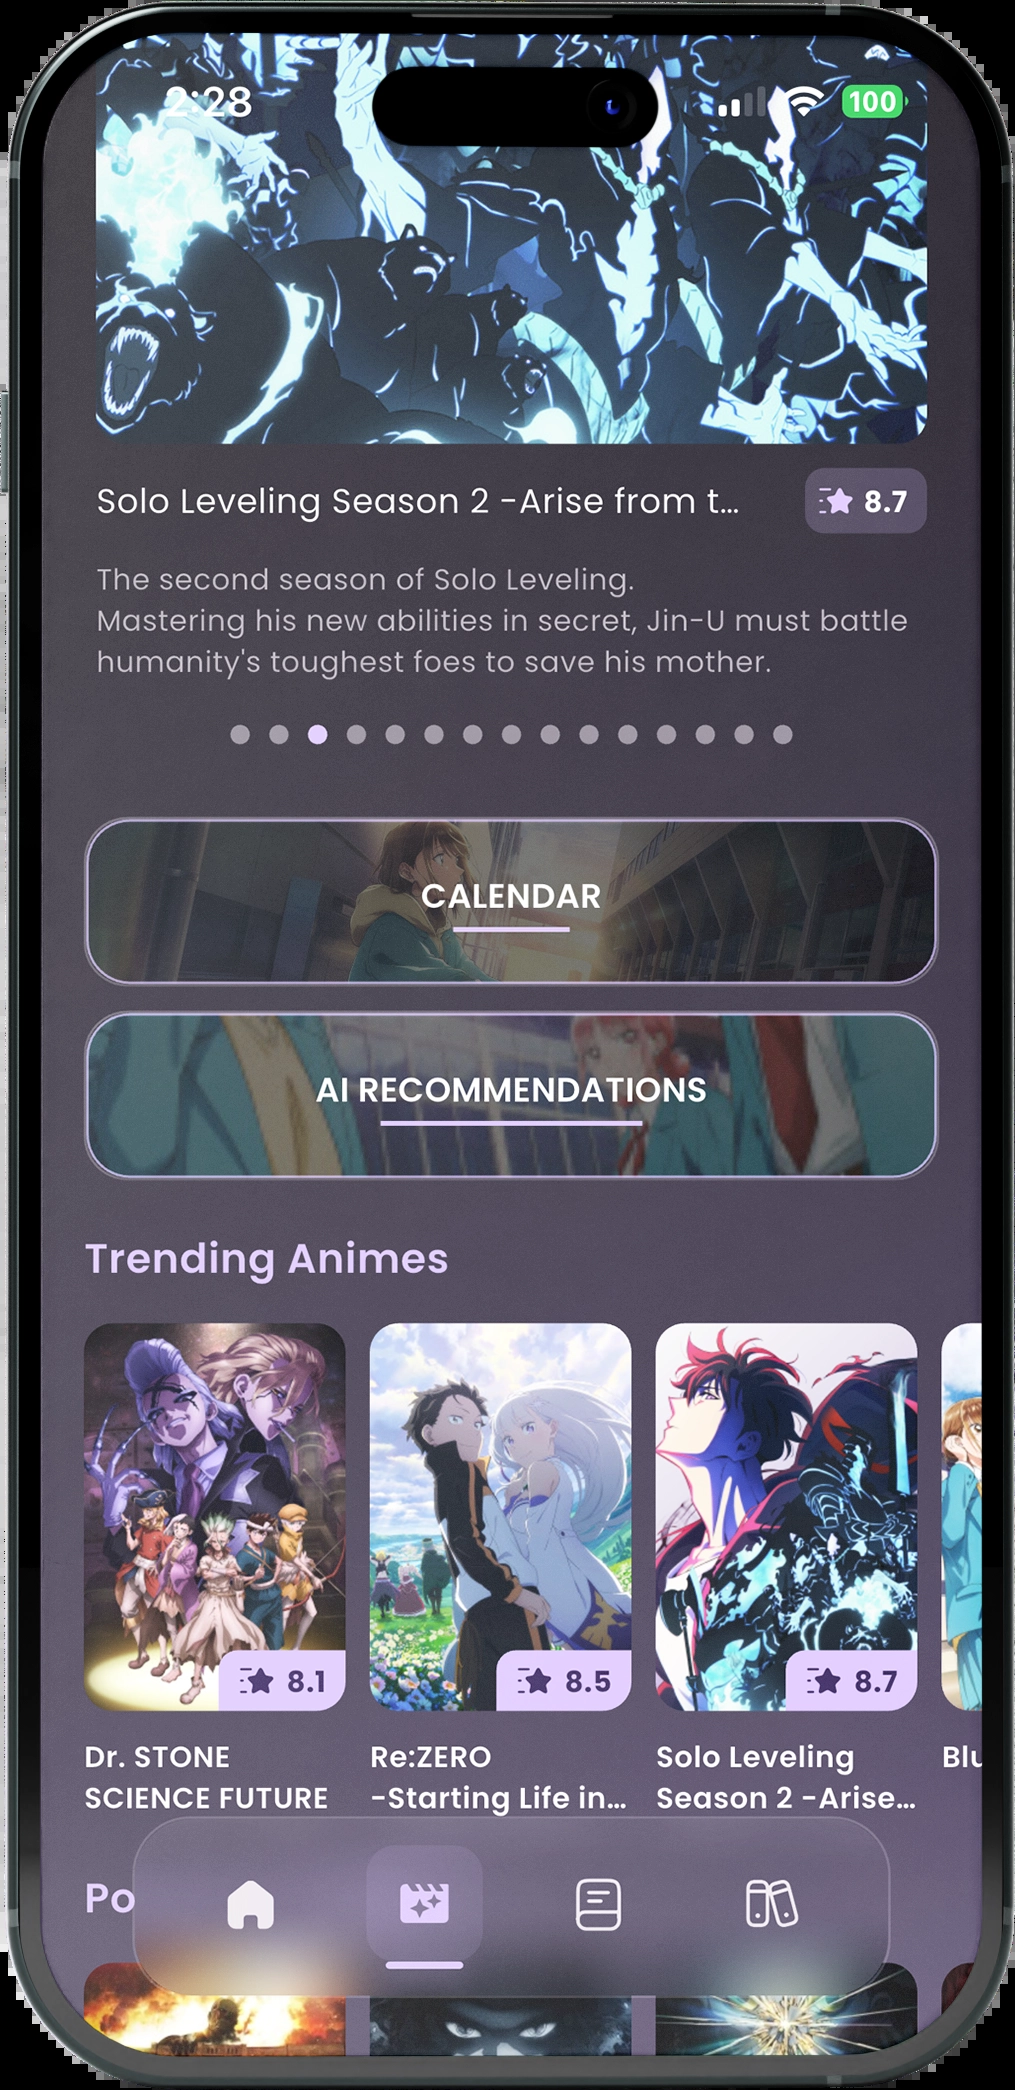 2:28
100
Solo Leveling Season 2 -Arise from t...
8.7
The second season of Solo Leveling.
Mastering his new abilities in secret, Jin-U must battle
humanity's toughest foes to save his mother.
CALENDAR
AI RECOMMENDATIONS
Trending Animes
8.1
8.5
8.7
Dr. STONE
SCIENCE FUTURE
Re:ZERO
-Starting Life in...
Solo Leveling
Season 2 -Arise...
Blu
Po